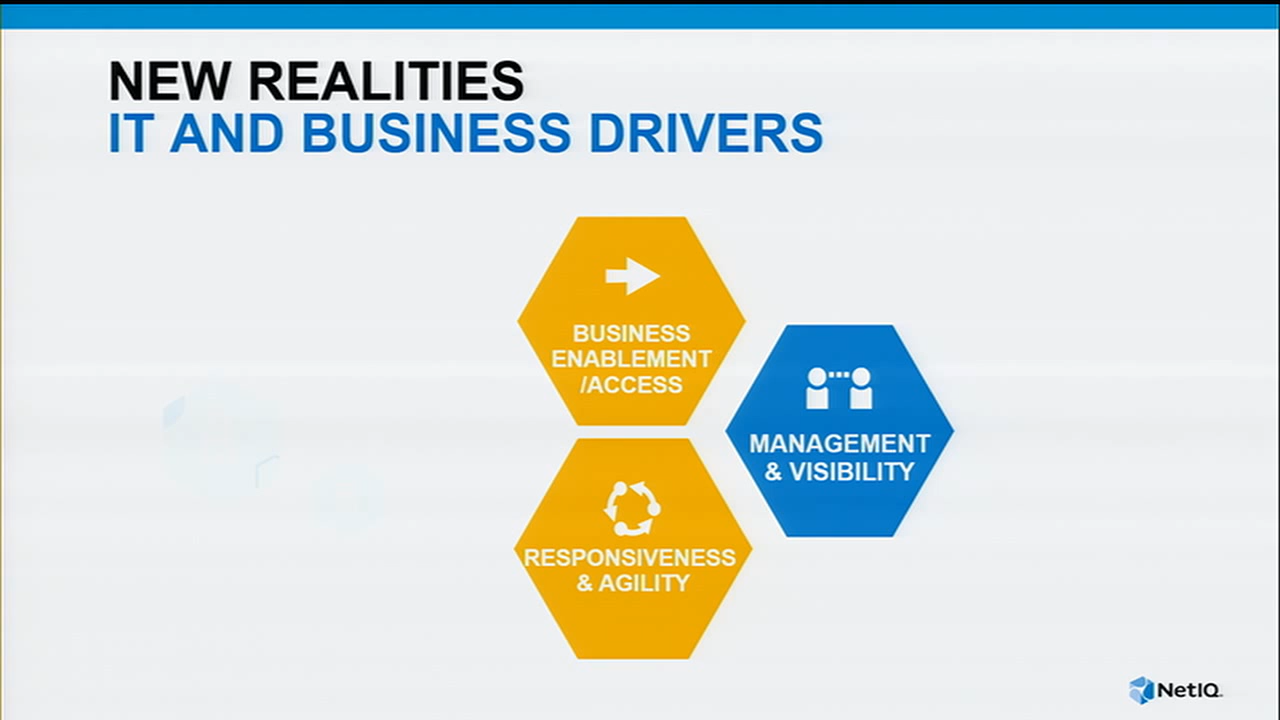 NEW REALITIES
IT AND BUSINESS DRIVERS
BUSINESS
ENABLEMENT
/ACCESS
MANAGEMENT
& VISIBILITY
RESPONSIVENESS
& AGILITY
NetIQ